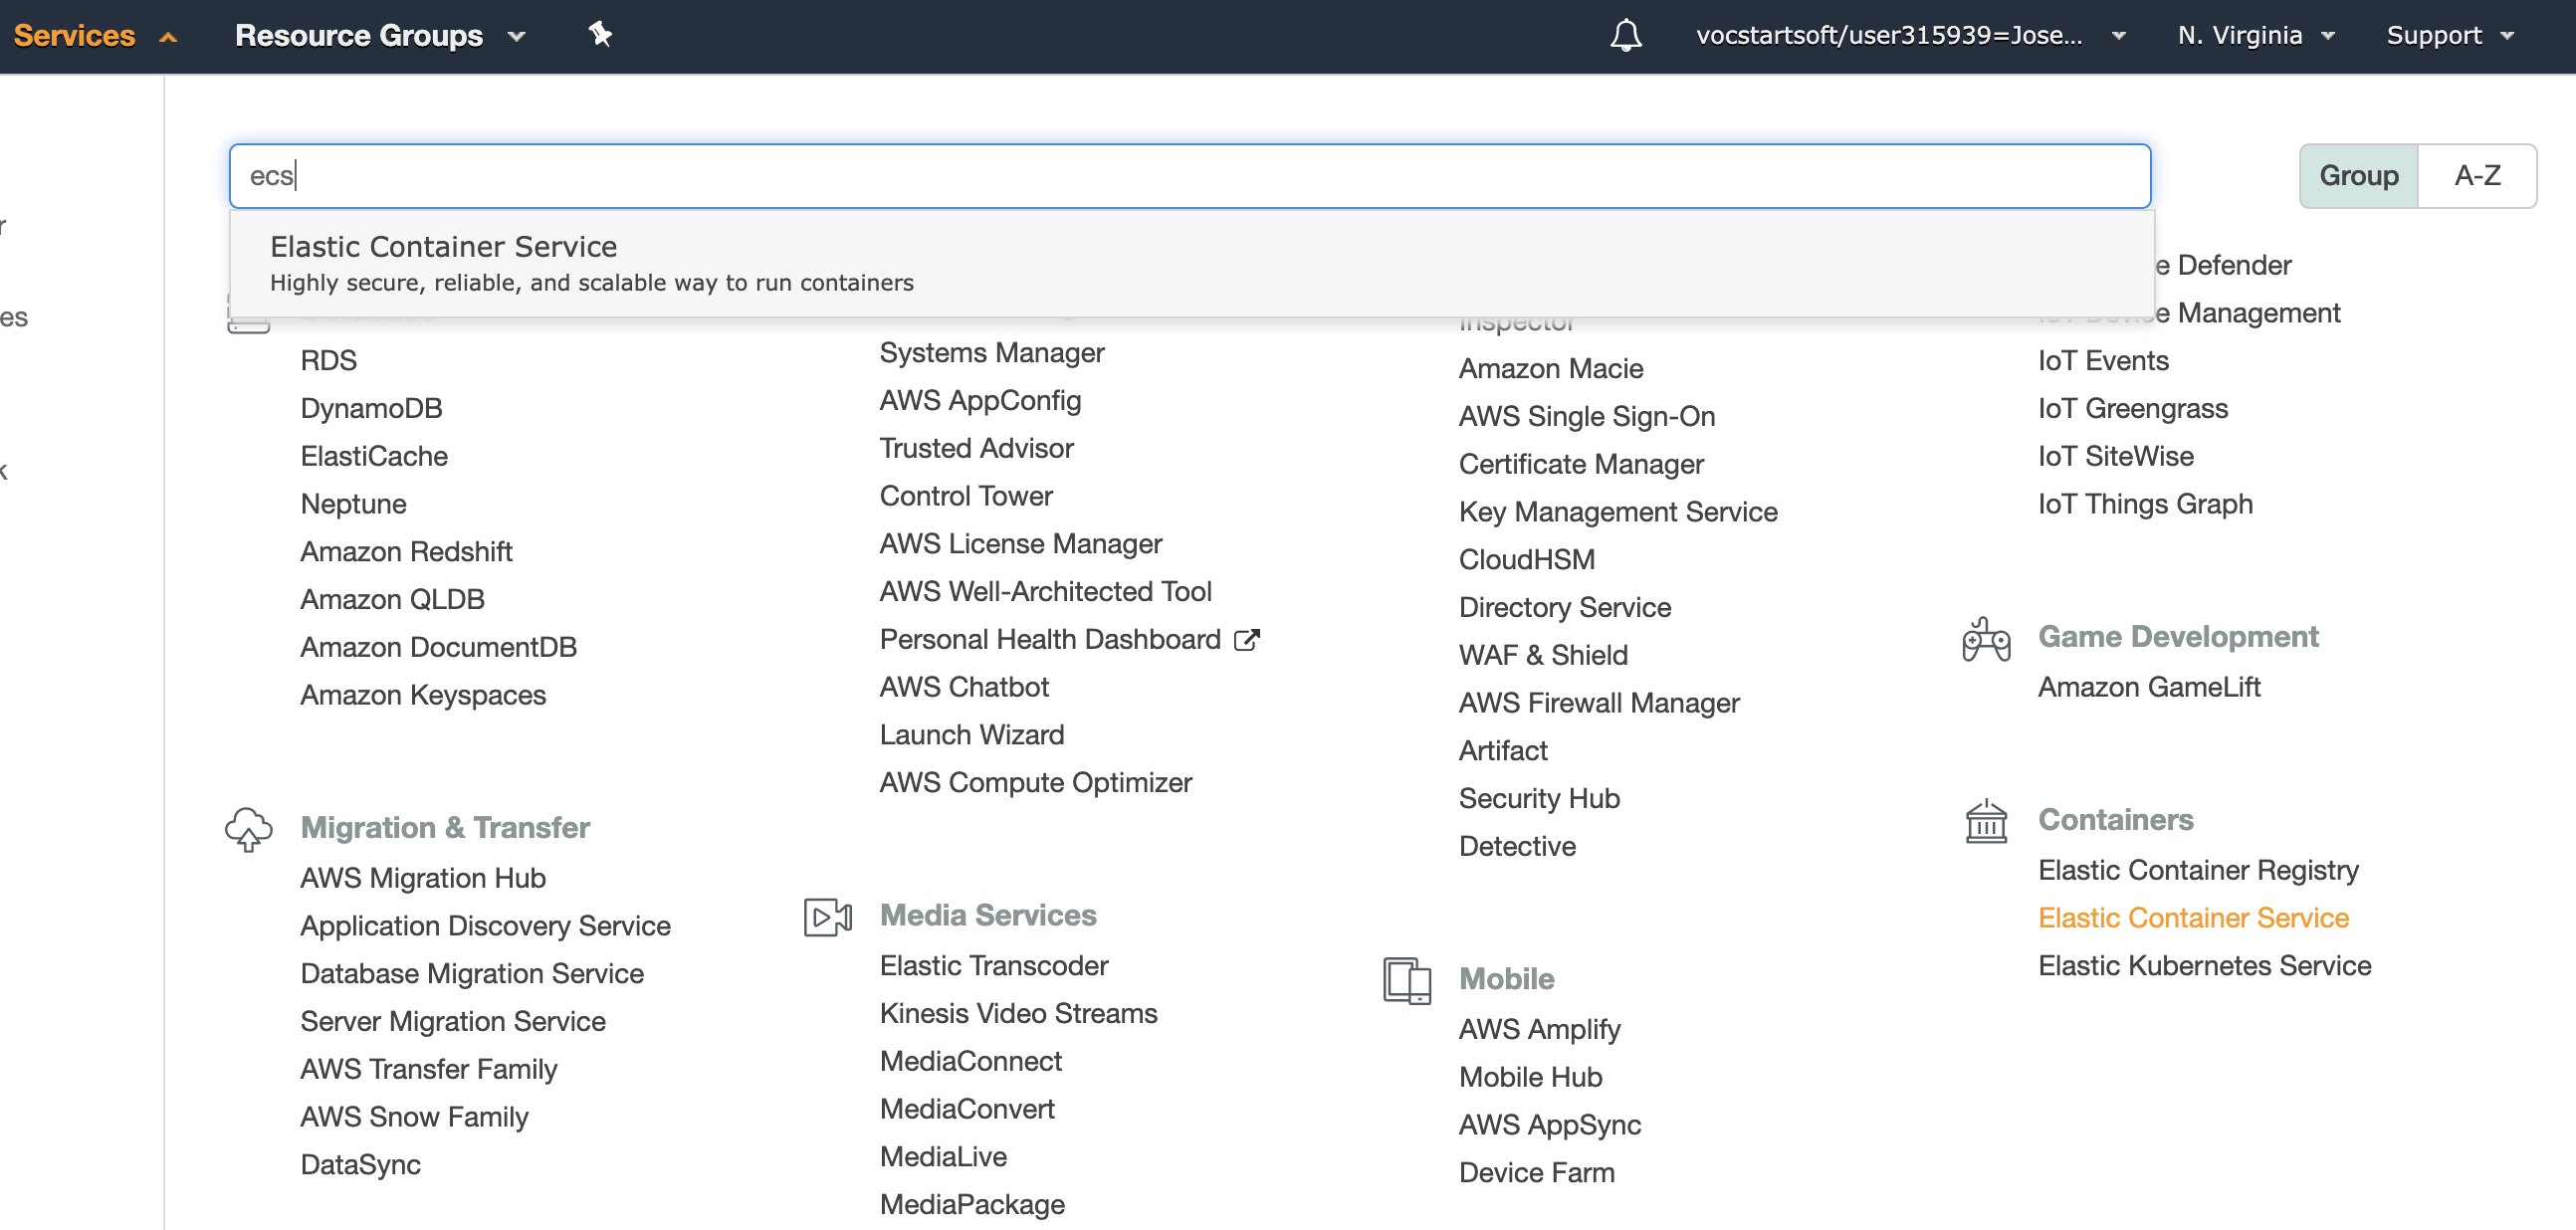 Services
Resource Groups
vocstartsoft/user315939=Jose...
N. Virginia
Support
ecs
Group
A-Z
Elastic Container Service
Highly secure, reliable, and scalable way to run containers
r
es
k
RDS
DynamoDB
ElastiCache
Neptune
Amazon Redshift
Amazon QLDB
Amazon DocumentDB
Amazon Keyspaces
Migration & Transfer
AWS Migration Hub
Application Discovery Service
Database Migration Service
Server Migration Service
AWS Transfer Family
AWS Snow Family
DataSync
Systems Manager
AWS AppConfig
Trusted Advisor
Control Tower
AWS License Manager
AWS Well-Architected Tool
Personal Health Dashboard
AWS Chatbot
Launch Wizard
AWS Compute Optimizer
Media Services
Elastic Transcoder
Kinesis Video Streams
MediaConnect
MediaConvert
MediaLive
MediaPackage
Inspector
Amazon Macie
AWS Single Sign-On
Certificate Manager
Key Management Service
CloudHSM
Directory Service
WAF & Shield
AWS Firewall Manager
Artifact
Security Hub
Detective
Mobile
AWS Amplify
Mobile Hub
AWS AppSync
Device Farm
e Defender
IoT Device Management
IoT Events
IoT Greengrass
IoT SiteWise
IoT Things Graph
Game Development
Amazon GameLift
Containers
Elastic Container Registry
Elastic Container Service
Elastic Kubernetes Service